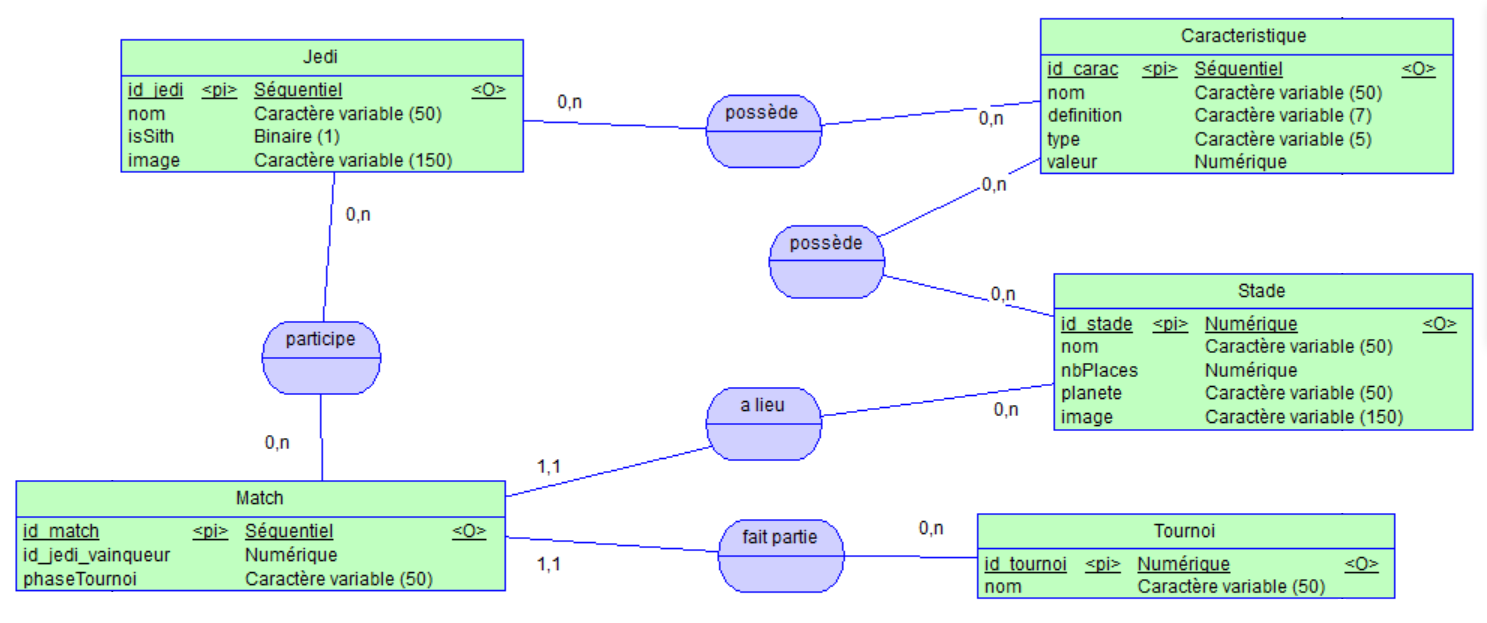 Jedi
id_jedi <pi> Séquentiel <O>
nom Caractère variable (50)
isSith Binaire (1)
image Caractère variable (150)
0,n
possède
0,n
Caracteristique
id_carac <pi> Séquentiel <O>
nom Caractère variable (50)
definition Caractère variable (7)
type Caractère variable (5)
valeur Numérique
0,n
possède
0,n
Stade
id_stade <pi> Numérique <O>
nom Caractère variable (50)
nbPlaces Numérique
planete Caractère variable (50)
image Caractère variable (150)
0,n
participe
0,n
a lieu
0,n
1,1
Match
id_match <pi> Séquentiel <O>
id_jedi_vainqueur Numérique
phaseTournoi Caractère variable (50)
1,1
fait partie
0,n
Tournoi
id_tournoi <pi> Numérique <O>
nom Caractère variable (50)